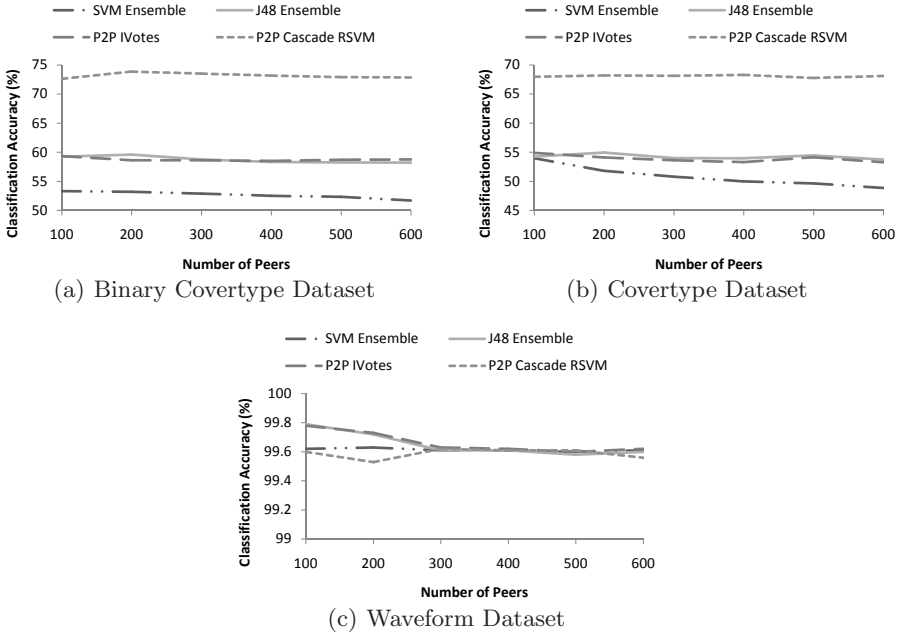 SVM Ensemble J48 Ensemble
P2P IVotes P2P Cascade RSVM
Classification Accuracy (%)
75
70
65
60
55
50
100 200 300 400 500 600
Number of Peers
(a) Binary Covertype Dataset
SVM Ensemble J48 Ensemble
P2P IVotes P2P Cascade RSVM
Classification Accuracy (%)
70
65
60
55
50
45
100 200 300 400 500 600
Number of Peers
(b) Covertype Dataset
SVM Ensemble J48 Ensemble
P2P IVotes P2P Cascade RSVM
Classification Accuracy (%)
100
99.8
99.6
99.4
99.2
99
100 200 300 400 500 600
Number of Peers
(c) Waveform Dataset